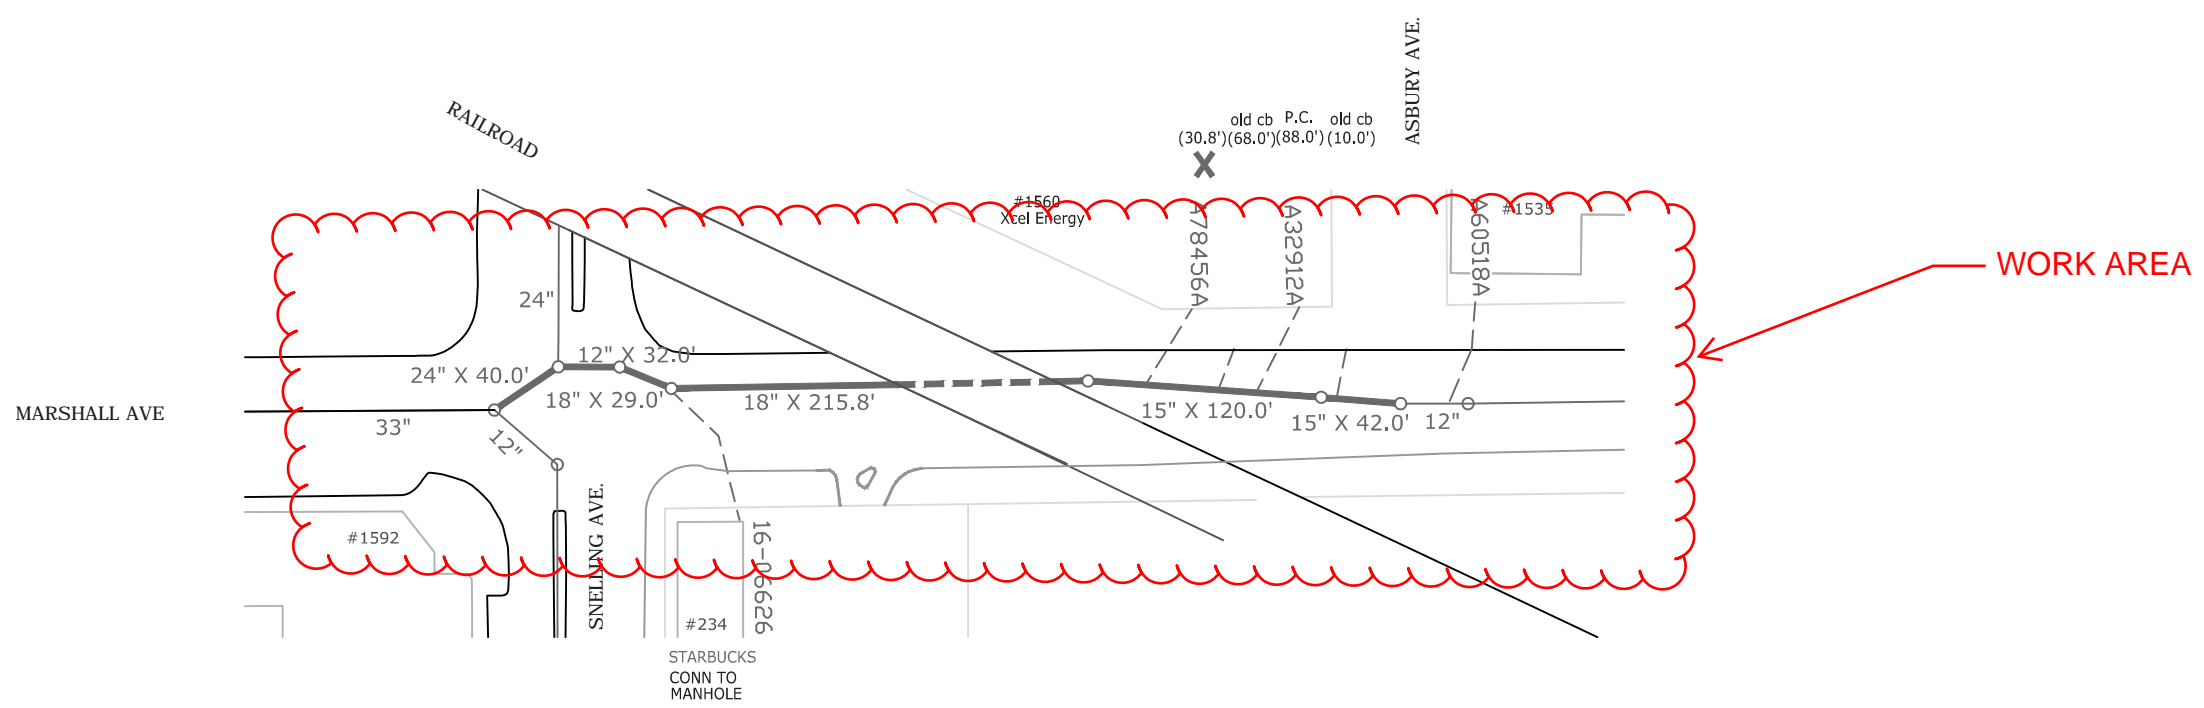 ASBURY AVE.
RAILROAD
old cb P.C. old cb
(30.8')(68.0')(88.0')(10.0')
X
#1560
Xcel Energy
A78456A
A32912A
A60518A
#1535
WORK AREA
24"
12" X 32.0'
24" X 40.0'
18" X 29.0'
18" X 215.8'
15" X 120.0'
15" X 42.0'
12"
MARSHALL AVE
33"
12"
SNELLING AVE.
#1592
16-06626
#234
STARBUCKS
CONN TO
MANHOLE